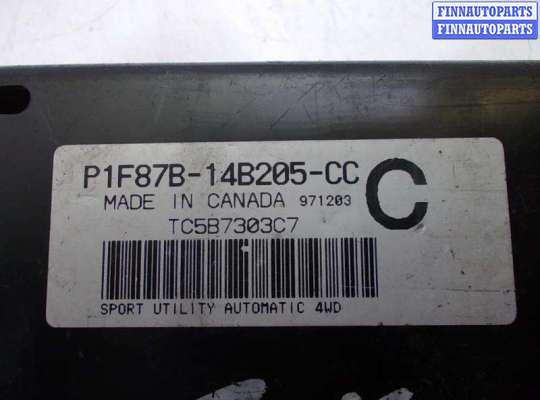 FINNAUTOPARTS
FINNAUTOPARTS
P1F87B-14B205-CC C
MADE IN CANADA 971203
TC5B7303C7
SPORT UTILITY AUTOMATIC 4WD